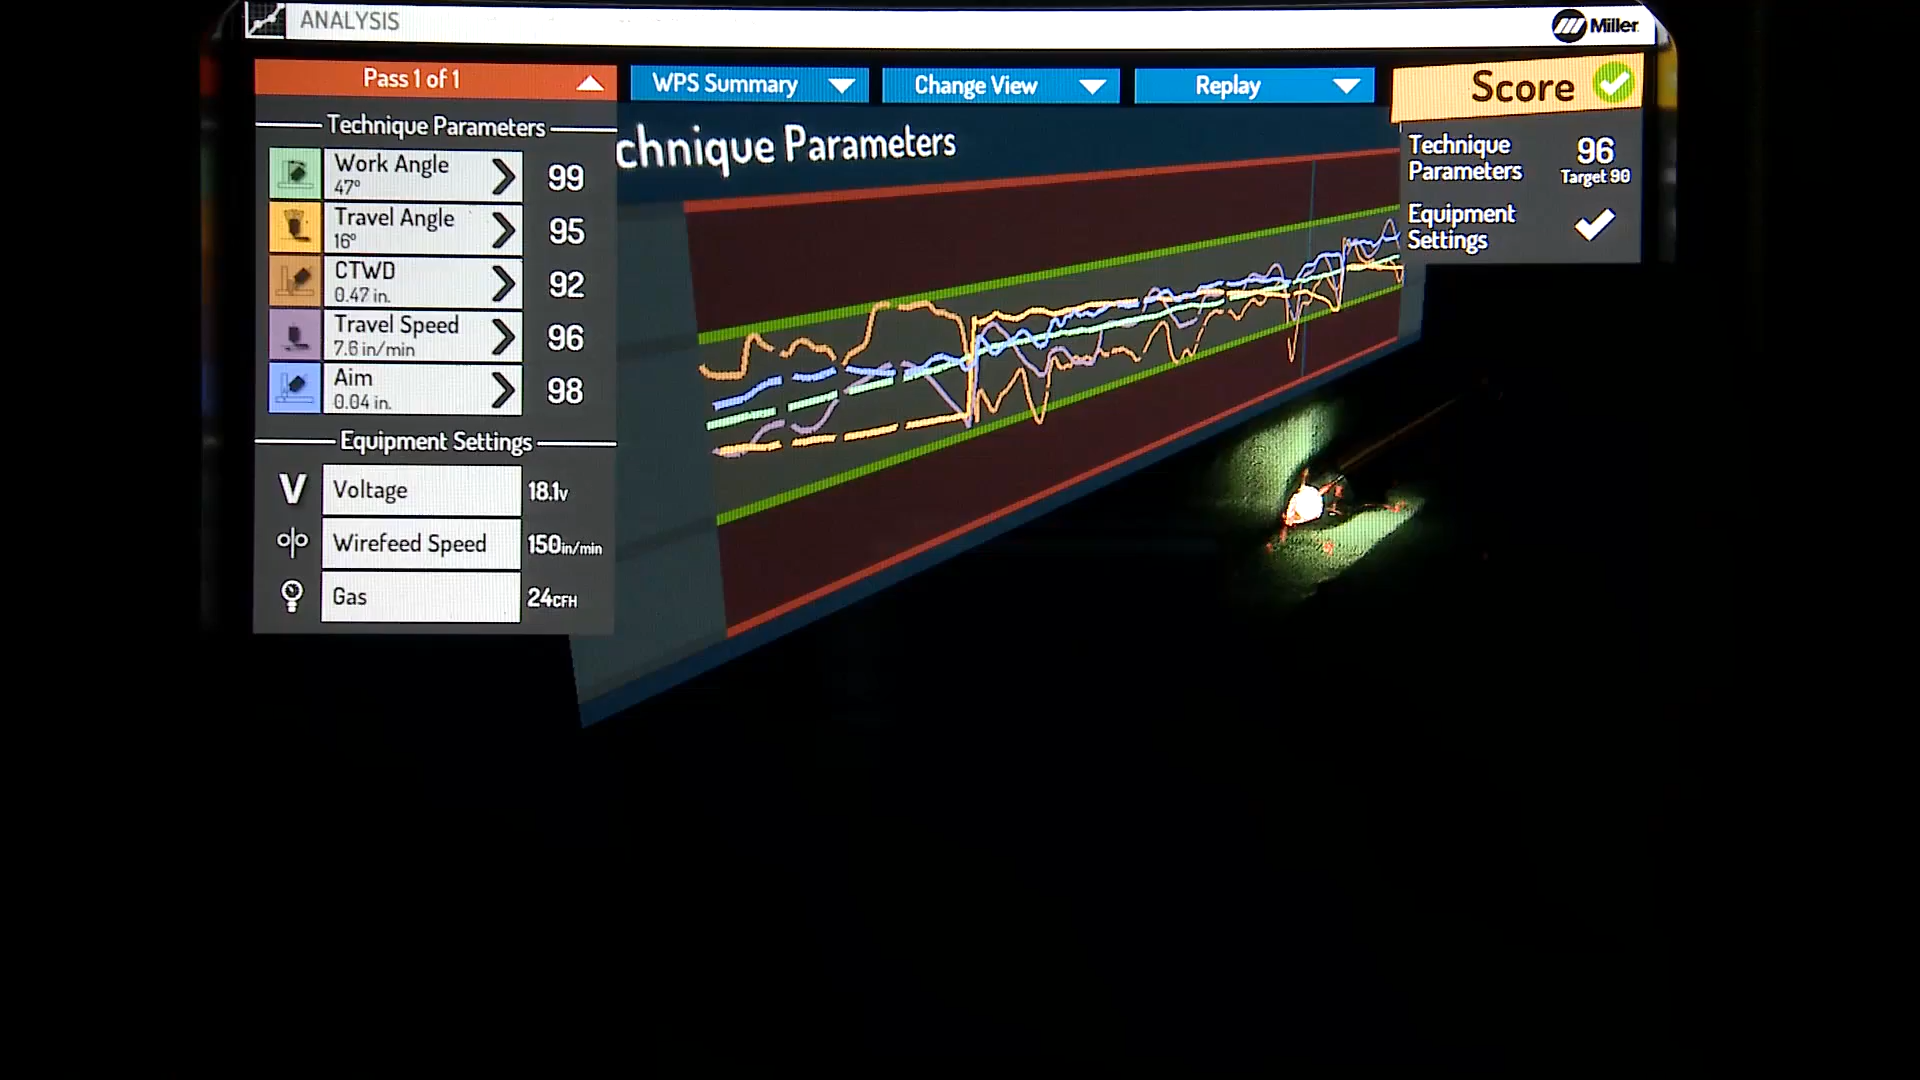 ANALYSIS
Miller
Pass 1 of 1
WPS Summary
Change View
Replay
Score
Technique Parameters
chnique Parameters
Technique
Parameters
96
Target 90
Equipment
Settings
Work Angle
47°
99
Travel Angle
16°
95
CTWD
0.47 in.
92
Travel Speed
7.6 in/min
96
Aim
0.04 in.
98
Equipment Settings
V
Voltage
18.1V
Wirefeed Speed
150in/min
Gas
24CFH